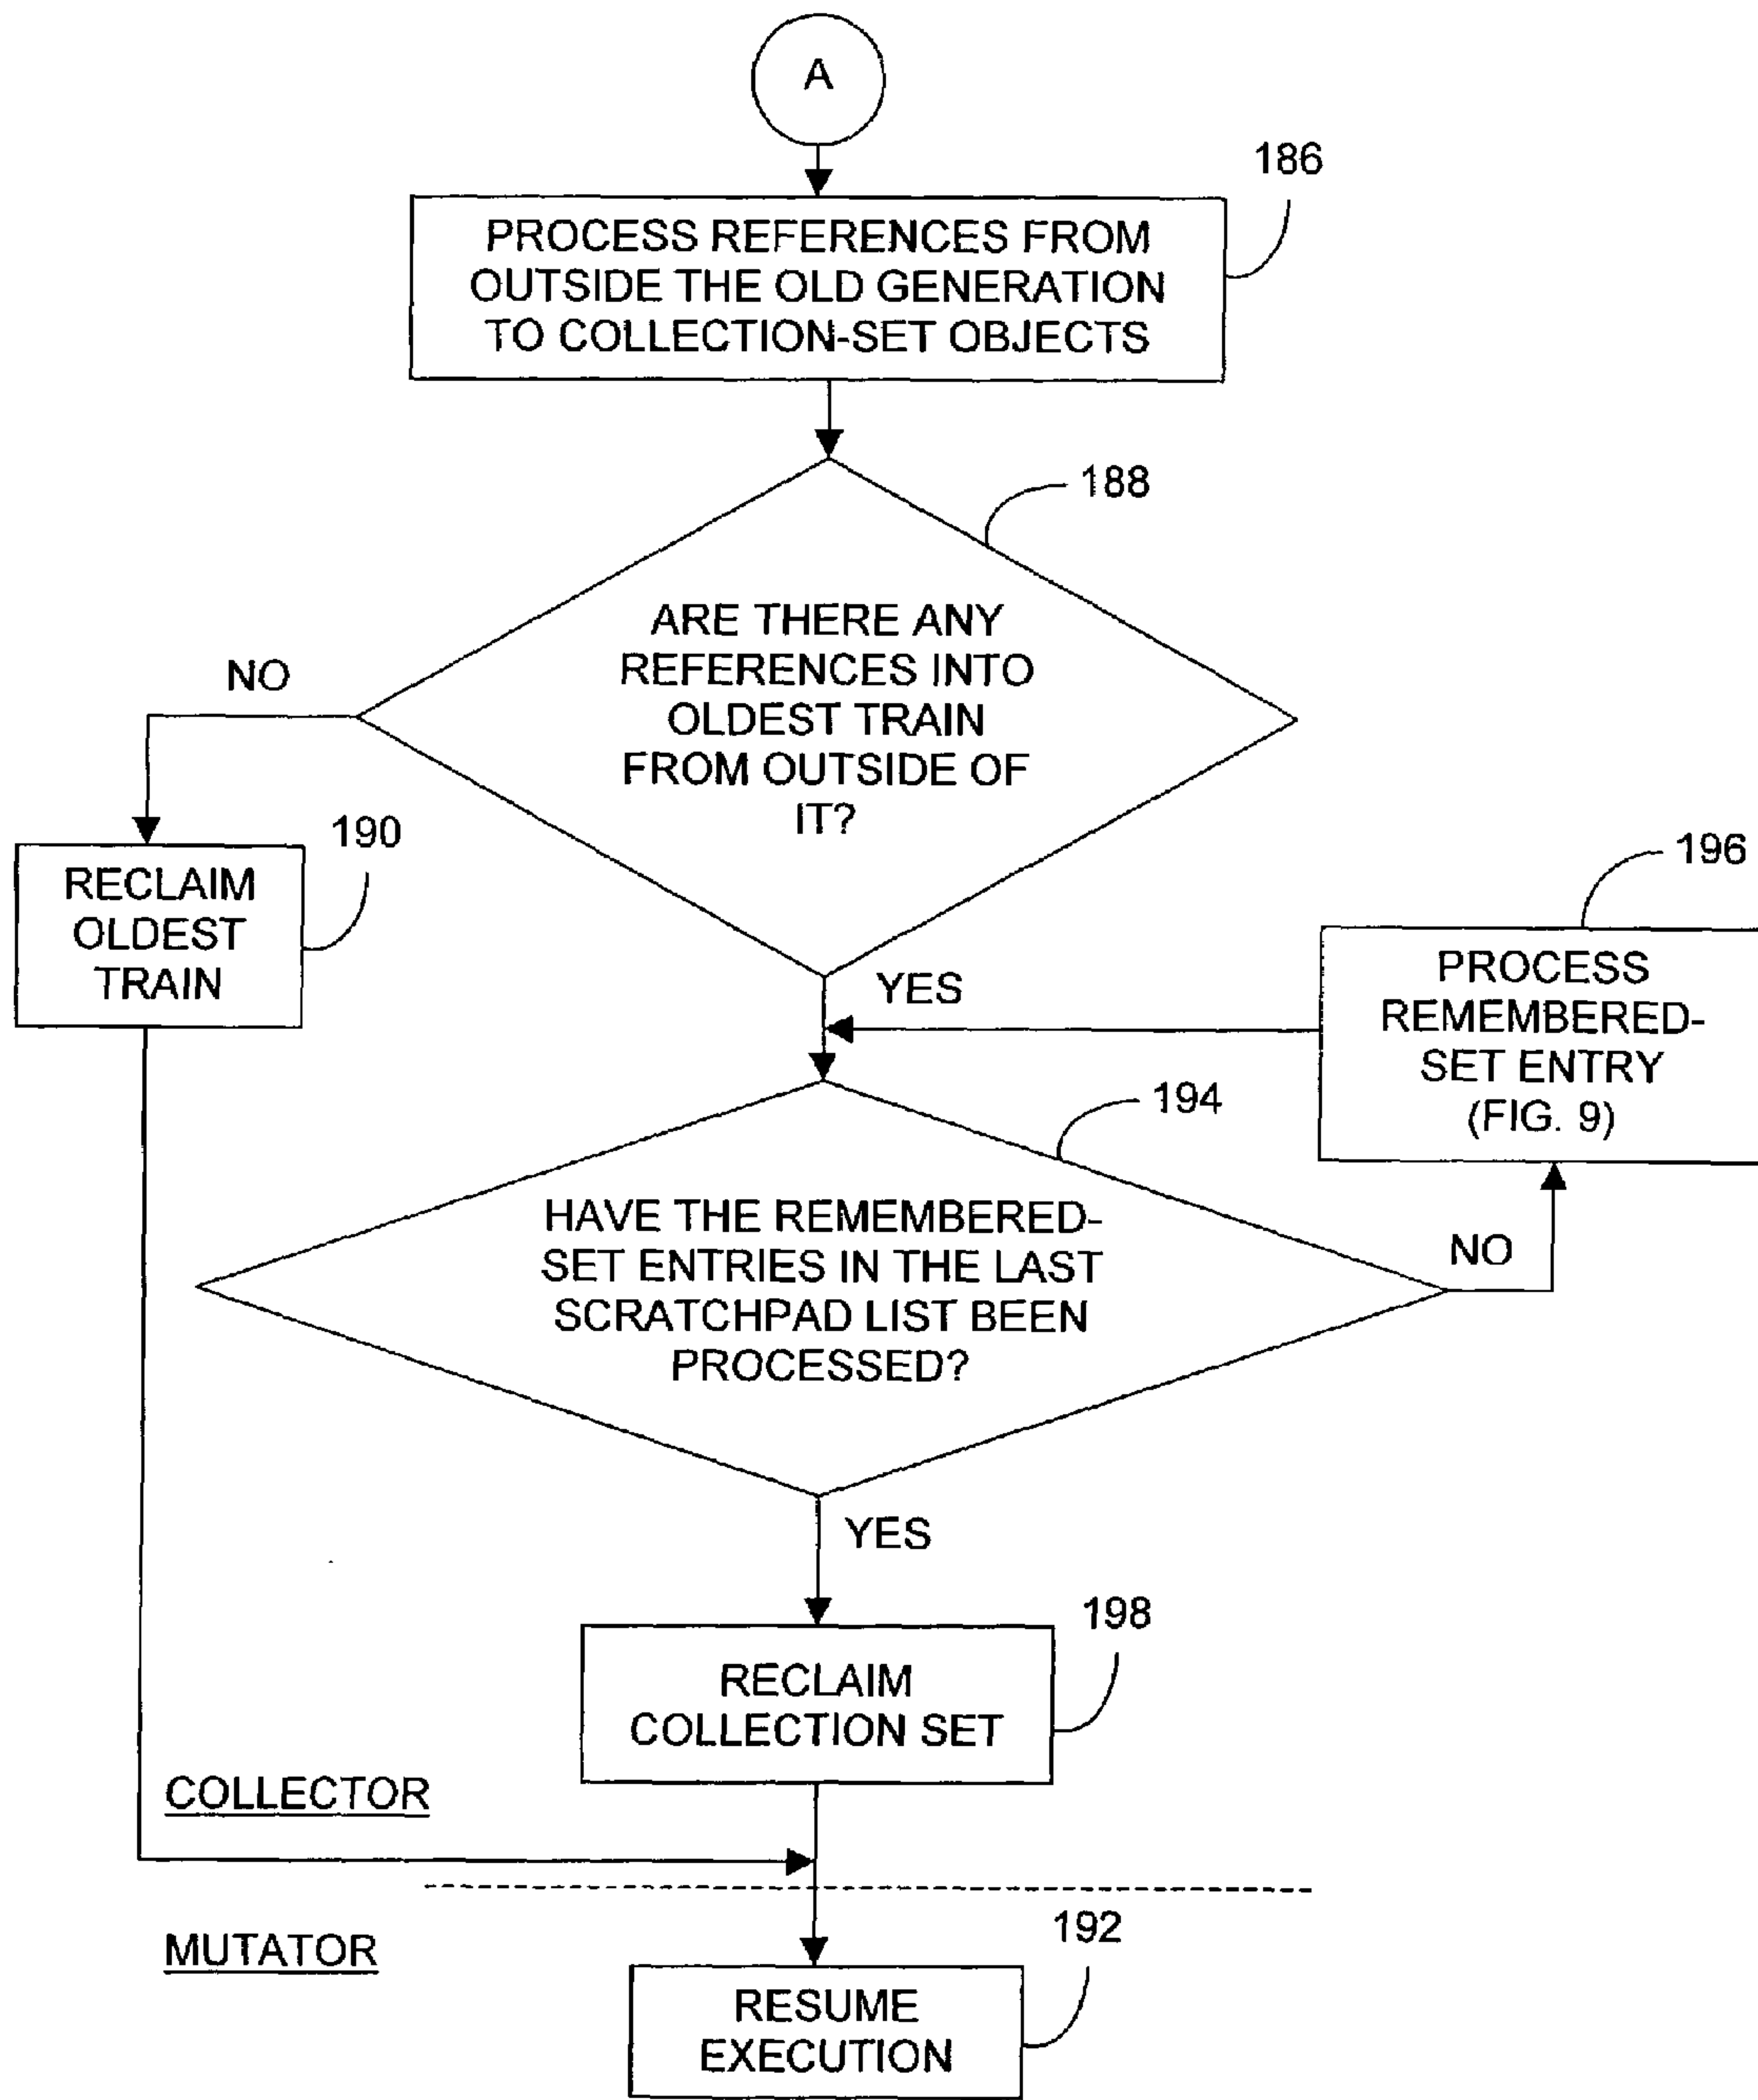 A
186
PROCESS REFERENCES FROM
OUTSIDE THE OLD GENERATION
TO COLLECTION-SET OBJECTS
188
ARE THERE ANY
REFERENCES INTO
OLDEST TRAIN
FROM OUTSIDE OF
IT?
NO
190
RECLAIM
OLDEST
TRAIN
YES
196
PROCESS
REMEMBERED-
SET ENTRY
(FIG. 9)
194
HAVE THE REMEMBERED-
SET ENTRIES IN THE LAST
SCRATCHPAD LIST BEEN
PROCESSED?
NO
YES
198
RECLAIM
COLLECTION SET
COLLECTOR
MUTATOR
192
RESUME
EXECUTION